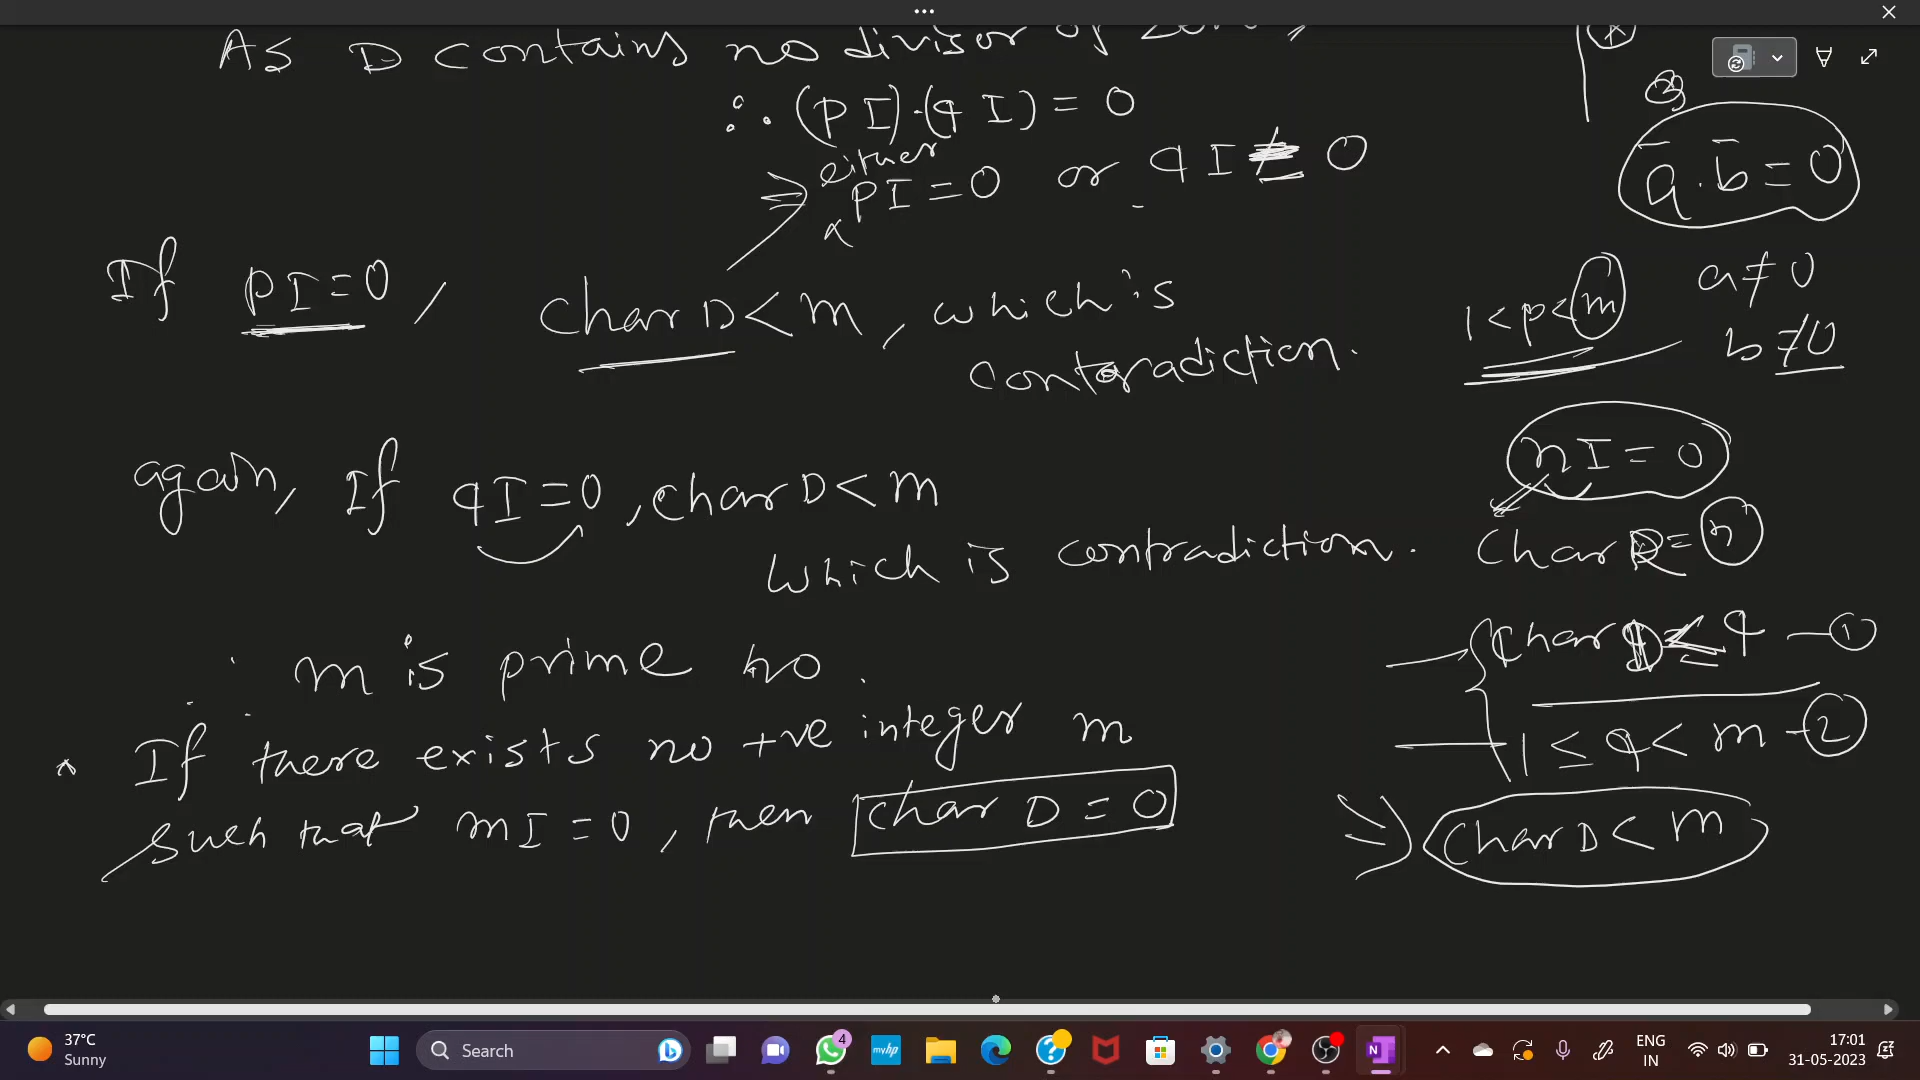 As D contains no divisor of zero,
∴ (pI)·(qI) = 0
⇒ either pI = 0 or qI = 0
If pI = 0, char D < m, which is
contradiction.
again, If qI = 0, char D < m
which is contradiction.
∴ m is prime no.
* If there exists no +ve integer m
such that mI = 0, then char D = 0
a̅.b̅ = 0
a ≠ 0
b ≠ 0
1 < p < m
nI = 0
Char = n
Char D ≤ q — ①
1 ≤ q < m — ②
⇒ Char D < m
37°C
Sunny
Search
4
myhp
N
ENG
IN
17:01
31-05-2023